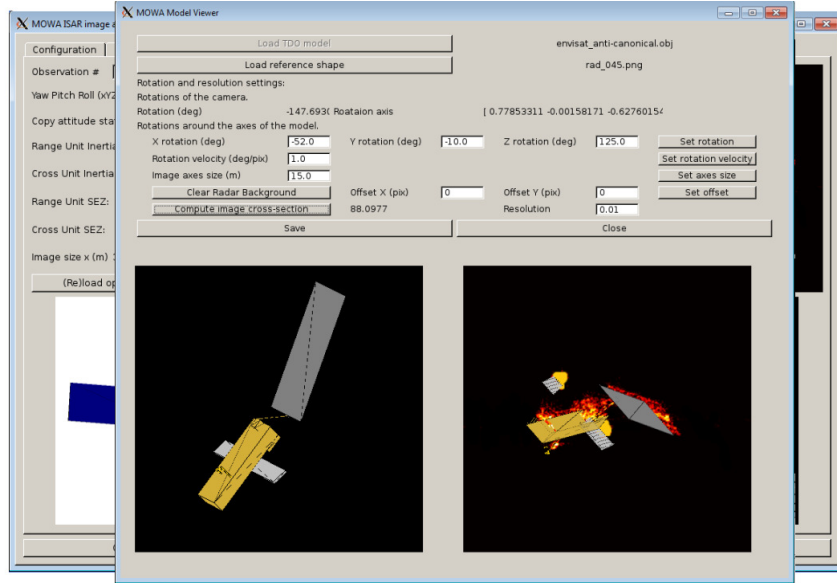 MOWA ISAR image a
MOWA Model Viewer
Configuration
Observation #
Yaw Pitch Roll (xYZ
Copy attitude sta
Range Unit Inertia
Cross Unit Inertia
Range Unit SEZ:
Cross Unit SEZ:
Image size x (m)
(Re)load op
Load TDO model envisat_anti-canonical.obj
Load reference shape rad_045.png
Rotation and resolution settings:
Rotations of the camera.
Rotation (deg) -147.693( Roataion axis [ 0.77853311 -0.00158171 -0.62760154
Rotations around the axes of the model.
X rotation (deg) -52.0 Y rotation (deg) -10.0 Z rotation (deg) 125.0 Set rotation
Rotation velocity (deg/pix) 1.0 Set rotation velocity
Image axes size (m) 15.0 Set axes size
Clear Radar Background Offset X (pix) 0 Offset Y (pix) 0 Set offset
Compute image cross-section 88.0977 Resolution 0.01
Save Close